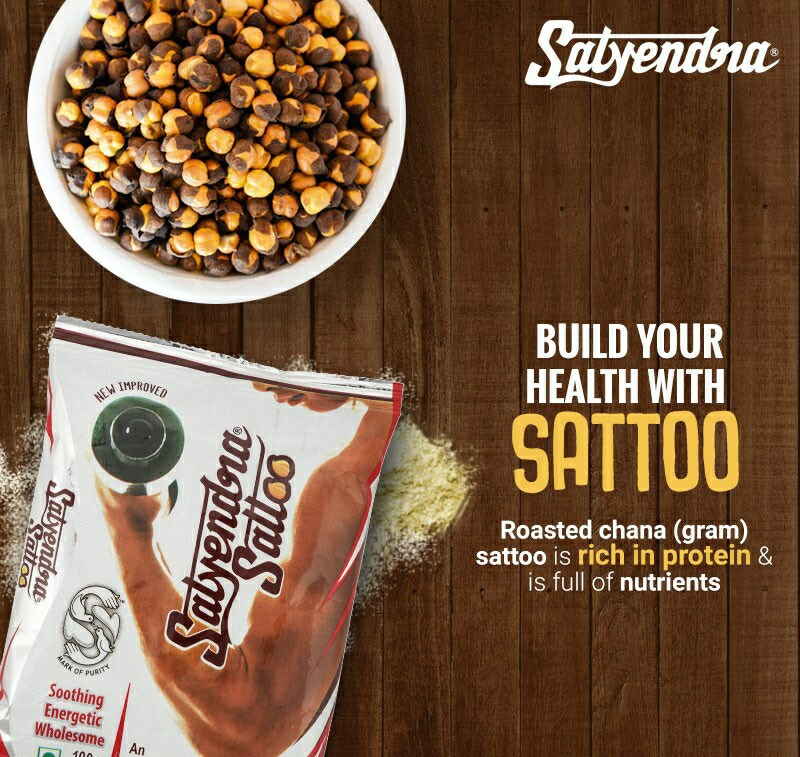 Satyendra®
BUILD YOUR
HEALTH WITH
SATTOO
Roasted chana (gram)
sattoo is rich in protein &
is full of nutrients
NEW IMPROVED
Satyendra®
Sattoo
Satyendra
Sattoo
MARK OF PURITY
Soothing
Energetic
Wholesome
100
An